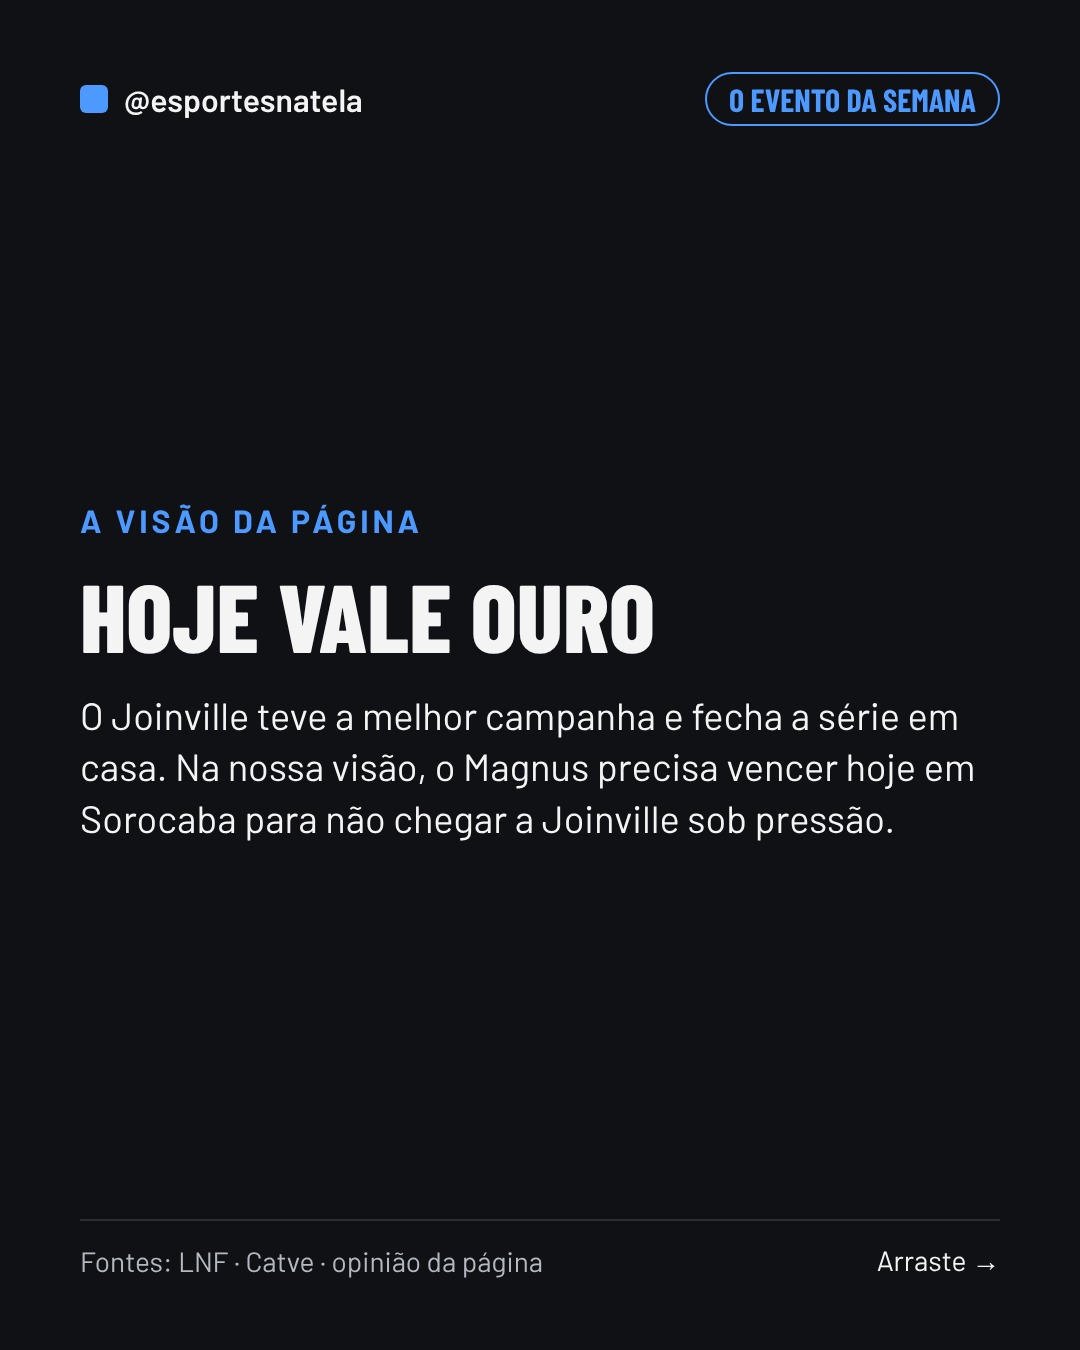 @esportesnatela
O EVENTO DA SEMANA
A VISÃO DA PÁGINA
HOJE VALE OURO
O Joinville teve a melhor campanha e fecha a série em
casa. Na nossa visão, o Magnus precisa vencer hoje em
Sorocaba para não chegar a Joinville sob pressão.
Fontes: LNF · Catve · opinião da página
Arraste →